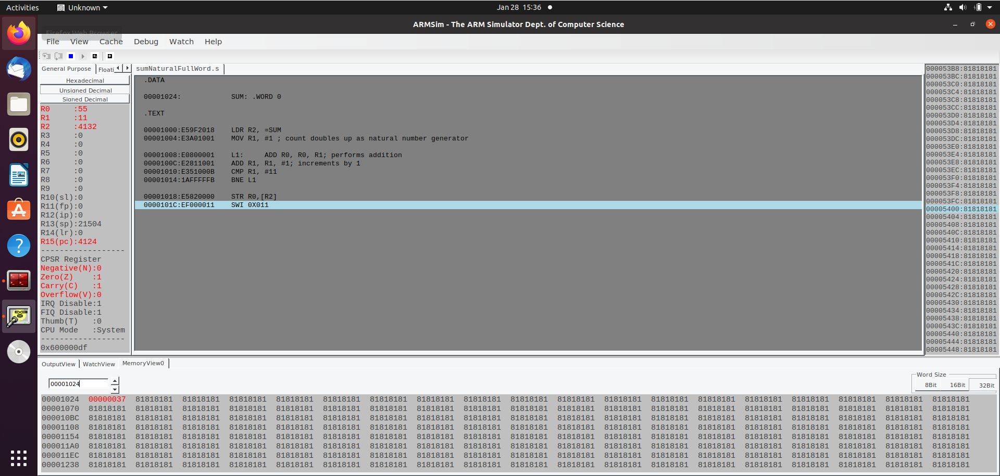 Activities
Unknown
Jan 28 15:36
ARMSim - The ARM Simulator Dept. of Computer Science
Firefox Web Browser
File View Cache Debug Watch Help
General Purpose Floati
sumNaturalFullWord.s
Hexadecimal
Unsigned Decimal
Signed Decimal
R0 :55
R1 :11
R2 :4132
R3 :0
R4 :0
R5 :0
R6 :0
R7 :0
R8 :0
R9 :0
R10(sl):0
R11(fp):0
R12(ip):0
R13(sp):21504
R14(lr):0
R15(pc):4124
------------------
CPSR Register
Negative(N):0
Zero(Z) :1
Carry(C) :1
Overflow(V):0
IRQ Disable:1
FIQ Disable:1
Thumb(T) :0
CPU Mode :System
------------------
0x600000df
.DATA
00001024: SUM: .WORD 0
.TEXT
00001000:E59F2018 LDR R2, =SUM
00001004:E3A01001 MOV R1, #1 ; count doubles up as natural number generator
00001008:E0800001 L1: ADD R0, R0, R1; performs addition
0000100C:E2811001 ADD R1, R1, #1; increments by 1
00001010:E351000B CMP R1, #11
00001014:1AFFFFFB BNE L1
00001018:E5820000 STR R0,[R2]
0000101C:EF000011 SWI 0X011
000053B8:81818181
000053BC:81818181
000053C0:81818181
000053C4:81818181
000053C8:81818181
000053CC:81818181
000053D0:81818181
000053D4:81818181
000053D8:81818181
000053DC:81818181
000053E0:81818181
000053E4:81818181
000053E8:81818181
000053EC:81818181
000053F0:81818181
000053F4:81818181
000053F8:81818181
000053FC:81818181
00005400:81818181
00005404:81818181
00005408:81818181
0000540C:81818181
00005410:81818181
00005414:81818181
00005418:81818181
0000541C:81818181
00005420:81818181
00005424:81818181
00005428:81818181
0000542C:81818181
00005430:81818181
00005434:81818181
00005438:81818181
0000543C:81818181
00005440:81818181
00005444:81818181
00005448:81818181
OutputView WatchView MemoryView0
00001024
Word Size
8Bit 16Bit 32Bit
00001024 00000037 81818181 81818181 81818181 81818181 81818181 81818181 81818181 81818181 81818181 81818181 81818181 81818181 81818181 81818181 81818181 81818181 81818181 81818181
00001070 81818181 81818181 81818181 81818181 81818181 81818181 81818181 81818181 81818181 81818181 81818181 81818181 81818181 81818181 81818181 81818181 81818181 81818181 81818181
000010BC 81818181 81818181 81818181 81818181 81818181 81818181 81818181 81818181 81818181 81818181 81818181 81818181 81818181 81818181 81818181 81818181 81818181 81818181 81818181
00001108 81818181 81818181 81818181 81818181 81818181 81818181 81818181 81818181 81818181 81818181 81818181 81818181 81818181 81818181 81818181 81818181 81818181 81818181 81818181
00001154 81818181 81818181 81818181 81818181 81818181 81818181 81818181 81818181 81818181 81818181 81818181 81818181 81818181 81818181 81818181 81818181 81818181 81818181 81818181
000011A0 81818181 81818181 81818181 81818181 81818181 81818181 81818181 81818181 81818181 81818181 81818181 81818181 81818181 81818181 81818181 81818181 81818181 81818181 81818181
000011EC 81818181 81818181 81818181 81818181 81818181 81818181 81818181 81818181 81818181 81818181 81818181 81818181 81818181 81818181 81818181 81818181 81818181 81818181 81818181
00001238 81818181 81818181 81818181 81818181 81818181 81818181 81818181 81818181 81818181 81818181 81818181 81818181 81818181 81818181 81818181 81818181 81818181 81818181 81818181